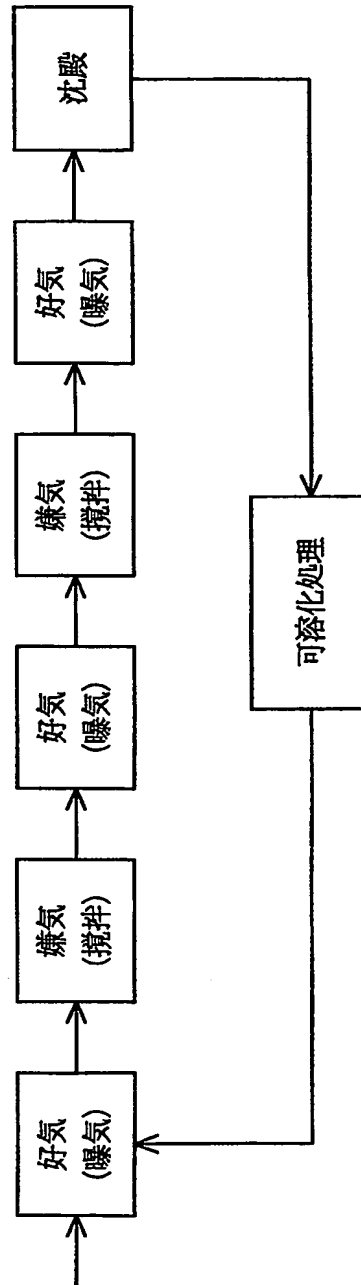 好気
(曝気)
嫌気
(撹拌)
好気
(曝気)
嫌気
(撹拌)
好気
(曝気)
沈殿
可溶化処理